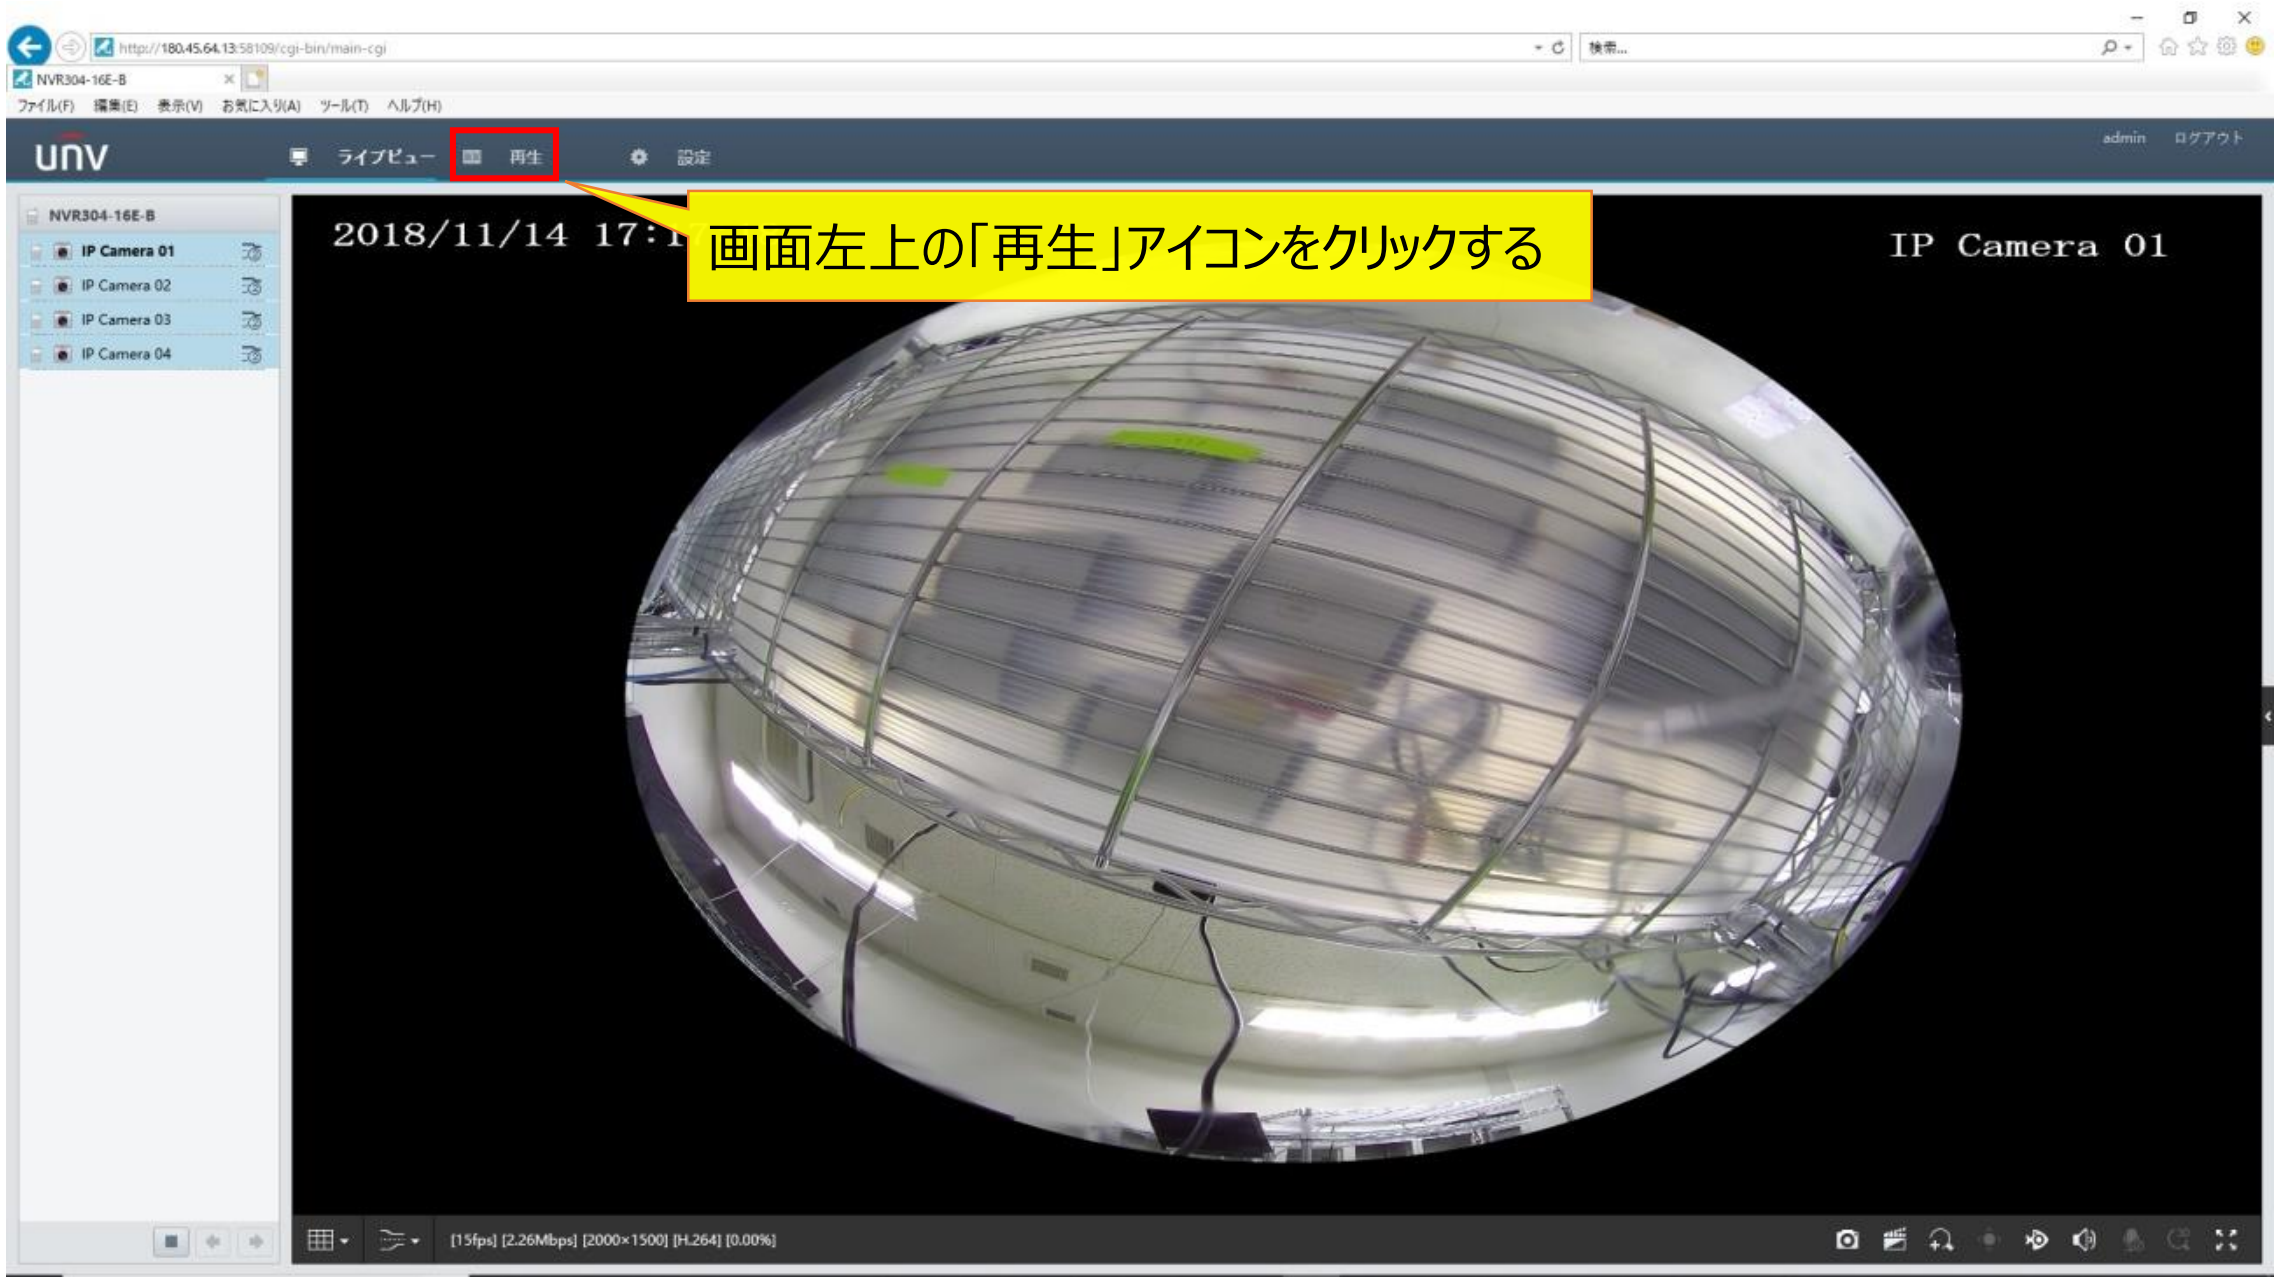 http://180.45.64.13:58109/cgi-bin/main-cgi
検索...
NVR304-16E-B
ファイル(F) 編集(E) 表示(V) お気に入り(A) ツール(T) ヘルプ(H)
admin ログアウト
unv ライブビュー 再生 設定
NVR304-16E-B
IP Camera 01
IP Camera 02
IP Camera 03
IP Camera 04
2018/11/14 17:17
画面左上の「再生」アイコンをクリックする
IP Camera 01
[15fps] [2.26Mbps] [2000×1500] [H.264] [0.00%]